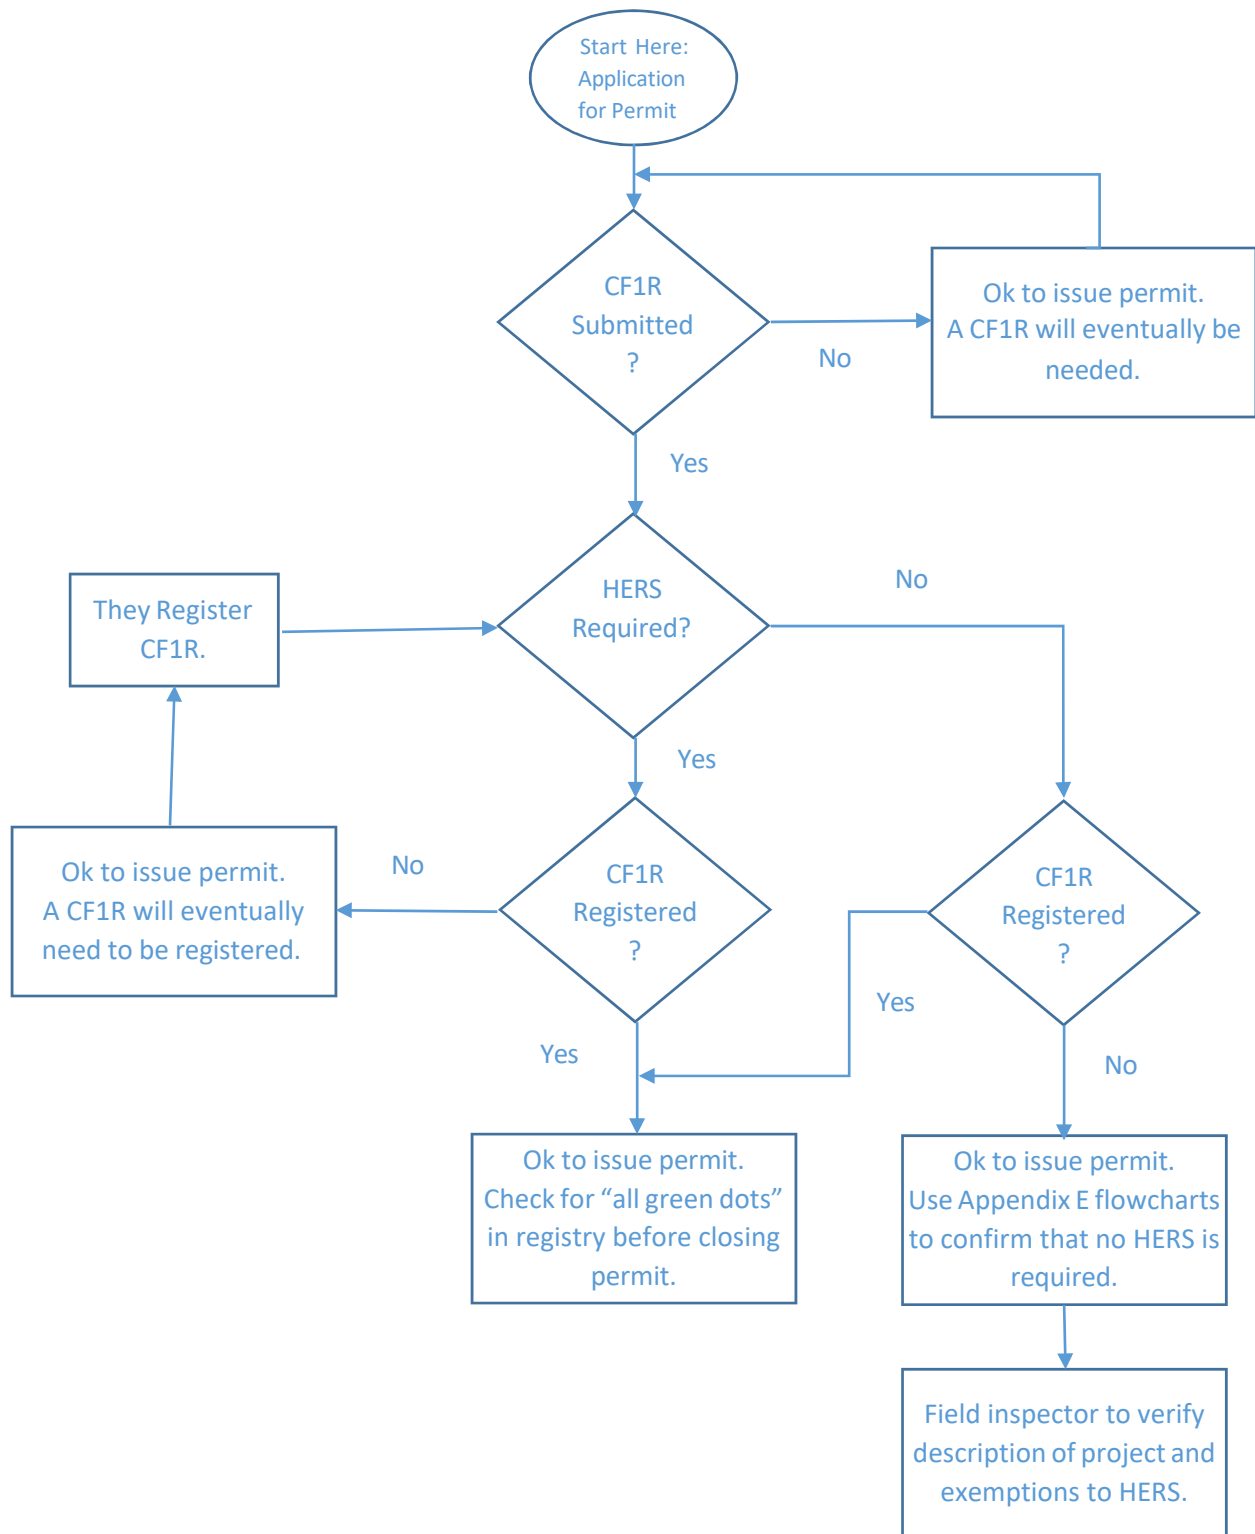 Start Here:
Application
for Permit
CF1R
Submitted
?
No
Ok to issue permit.
A CF1R will eventually be
needed.
Yes
HERS
Required?
No
They Register
CF1R.
Yes
Ok to issue permit.
A CF1R will eventually
need to be registered.
No
CF1R
Registered
?
CF1R
Registered
?
Yes
Yes
No
Ok to issue permit.
Check for “all green dots”
in registry before closing
permit.
Ok to issue permit.
Use Appendix E flowcharts
to confirm that no HERS is
required.
Field inspector to verify
description of project and
exemptions to HERS.